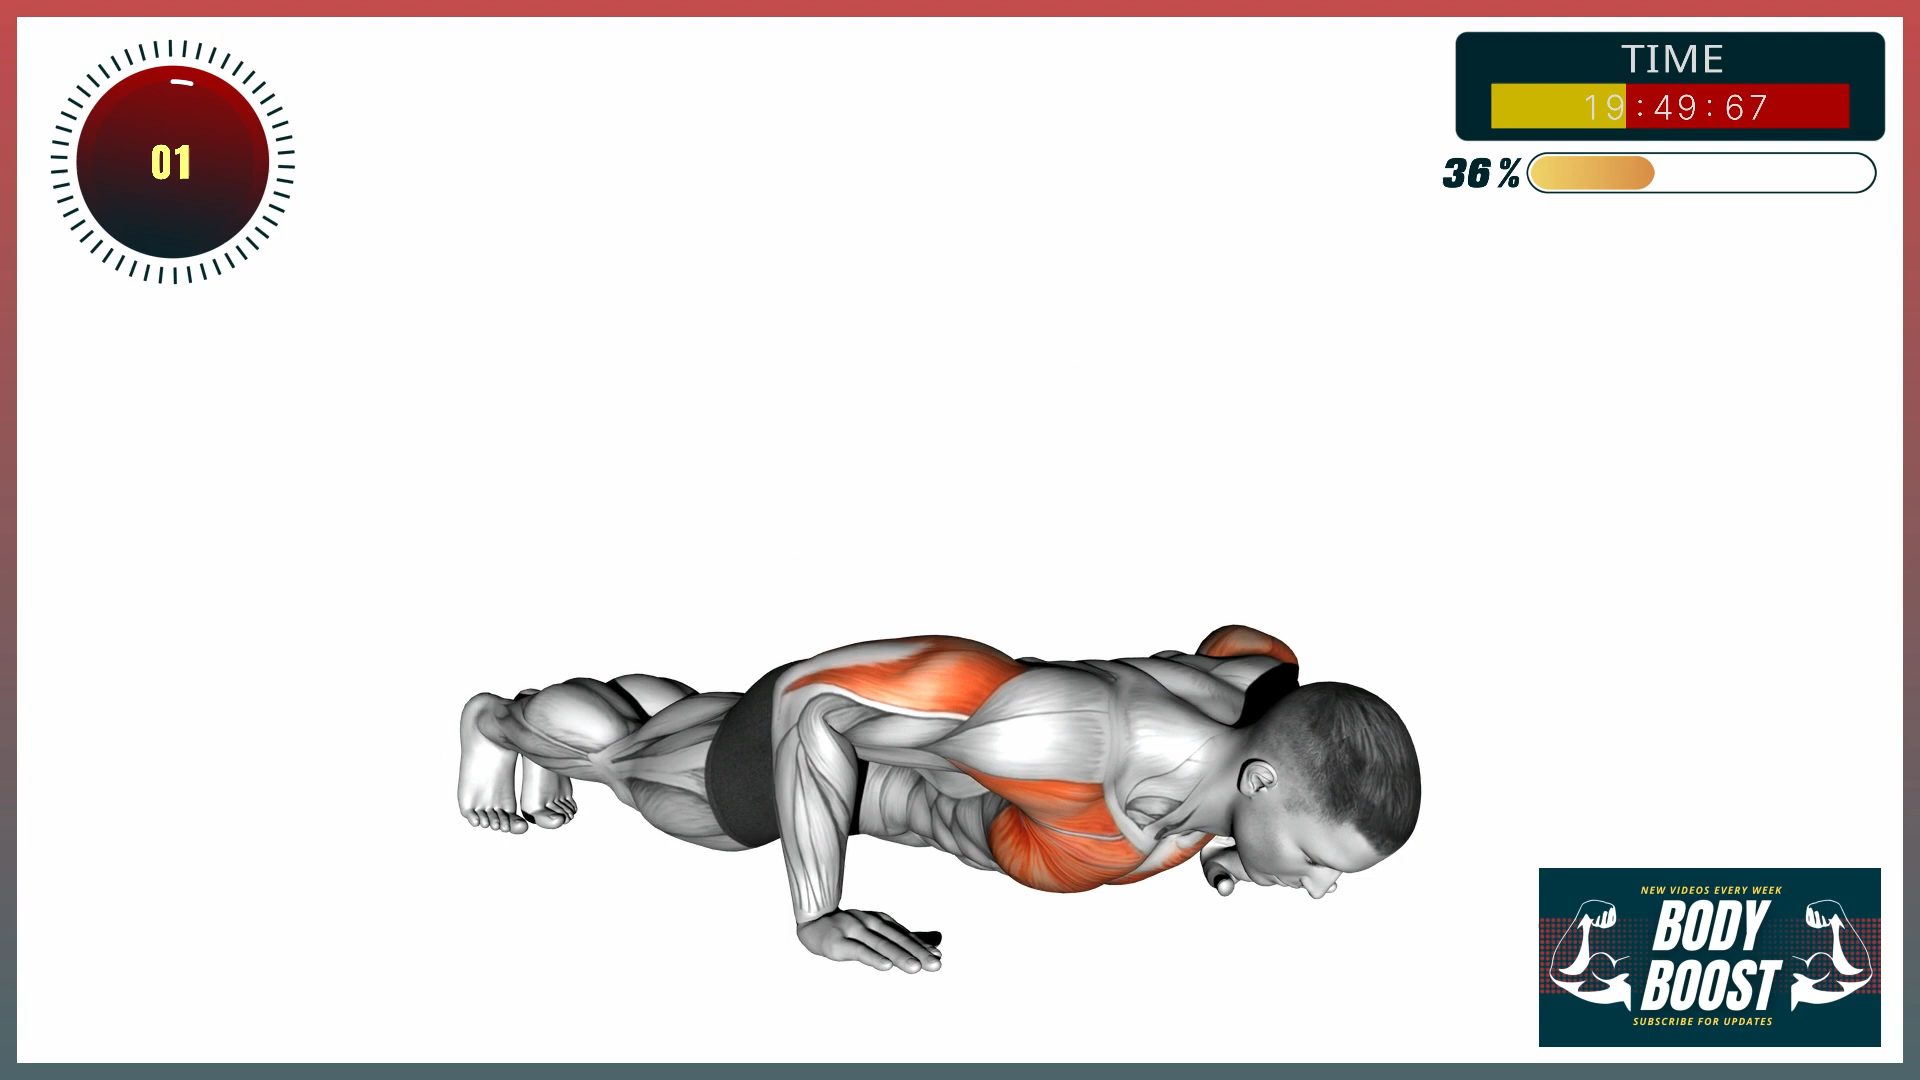 01
TIME
19:49:67
36%
NEW VIDEOS EVERY WEEK
BODY
BOOST
SUBSCRIBE FOR UPDATES